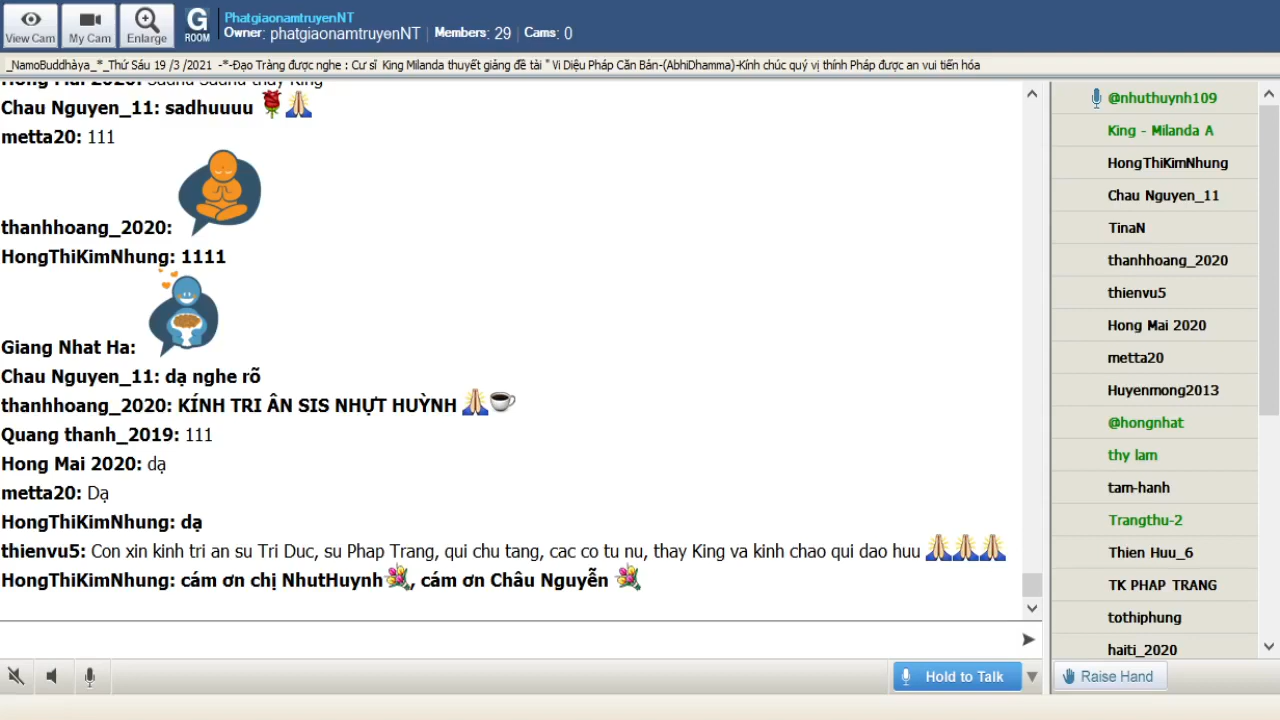 View Cam
My Cam
Enlarge
G
ROOM
PhatgiaonamtruyenNT
Owner: phatgiaonamtruyenNT | Members: 29 | Cams: 0
_NamoBuddhàya_*_Thứ Sáu 19 /3 /2021 -*-Đạo Tràng được nghe : Cư sĩ King Milanda thuyết giảng đề tài " Vi Diệu Pháp Căn Bản-(AbhiDhamma)-Kính chúc quý vị thính Pháp được an vui tiến hóa
Hong Mai 2020: Sadhu Sadhu thầy King
Chau Nguyen_11: sadhuuuu
metta20: 111
thanhhoang_2020:
HongThiKimNhung: 1111
Giang Nhat Ha:
Chau Nguyen_11: dạ nghe rõ
thanhhoang_2020: KÍNH TRI ÂN SIS NHỰT HUỲNH
Quang thanh_2019: 111
Hong Mai 2020: dạ
metta20: Dạ
HongThiKimNhung: dạ
thienvu5: Con xin kinh tri an su Tri Duc, su Phap Trang, qui chu tang, cac co tu nu, thay King va kinh chao qui dao huu
HongThiKimNhung: cám ơn chị NhutHuynh, cám ơn Châu Nguyễn
@nhuthuynh109
King - Milanda A
HongThiKimNhung
Chau Nguyen_11
TinaN
thanhhoang_2020
thienvu5
Hong Mai 2020
metta20
Huyenmong2013
@hongnhat
thy lam
tam-hanh
Trangthu-2
Thien Huu_6
TK PHAP TRANG
tothiphung
haiti_2020
Hold to Talk
Raise Hand